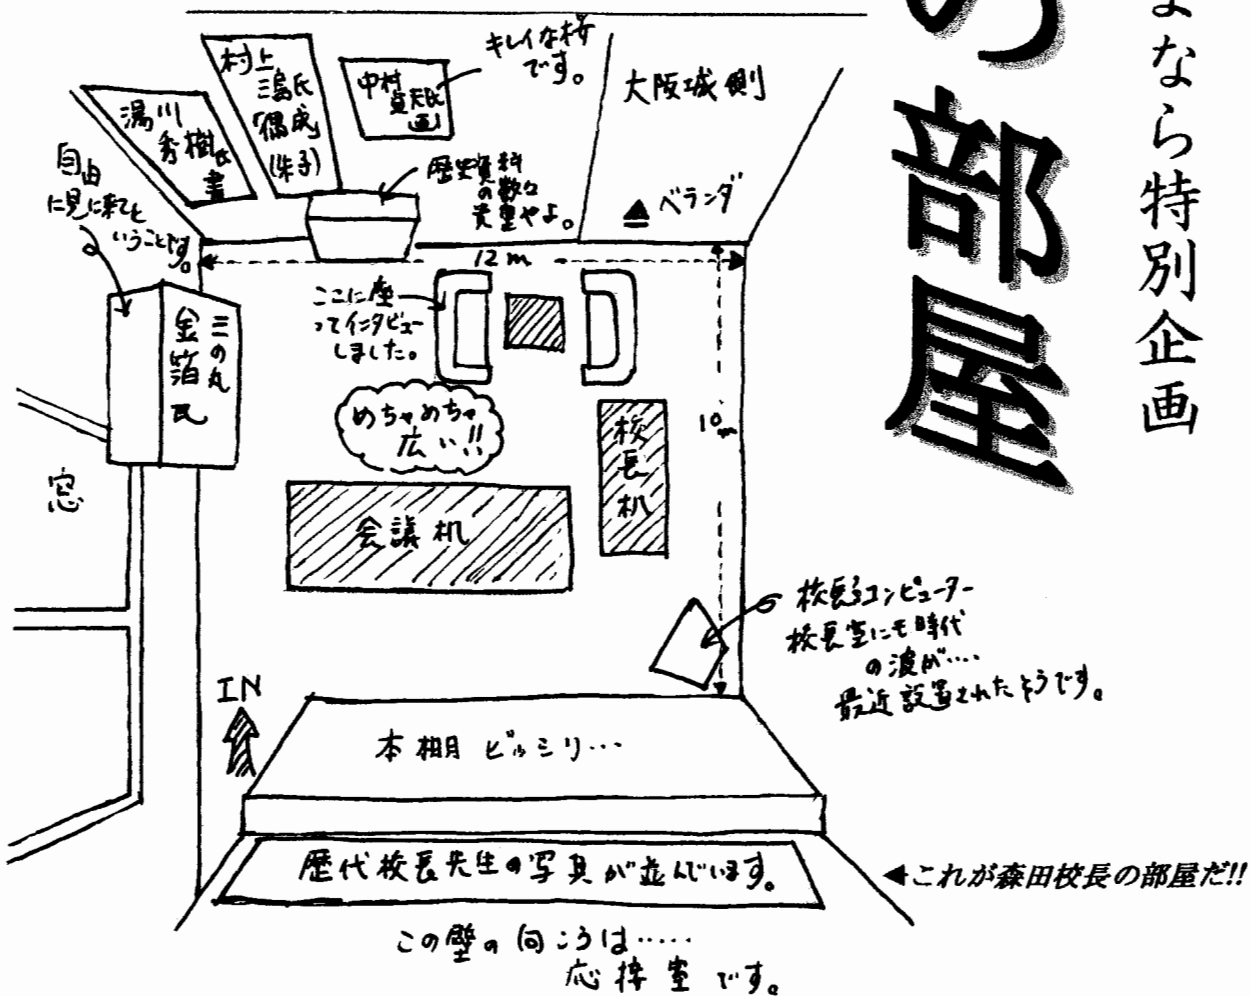 よなら特別企画
の部屋
キレイな桜
です。
中村
貞夫氏
画
村上
三島氏
「偶成」
(朱子)
湯川
秀樹氏
書
大阪城側
ベランダ
歴史資料
の数々
貴重やよ。
自由
に見に来てと
いうことです。
12m
三の丸
金箔瓦
ここに座
ってインタビュー
しました。
めちゃめちゃ
広い!!
10m
校長机
会議机
窓
校長室コンピューター
校長室にも時代
の波が‥‥
最近設置されたそうです。
IN
本棚ビッシリ…
歴代校長先生の写真が並んでいます。
◀これが森田校長の部屋だ!!
この壁の向こうは‥‥‥
応接室です。